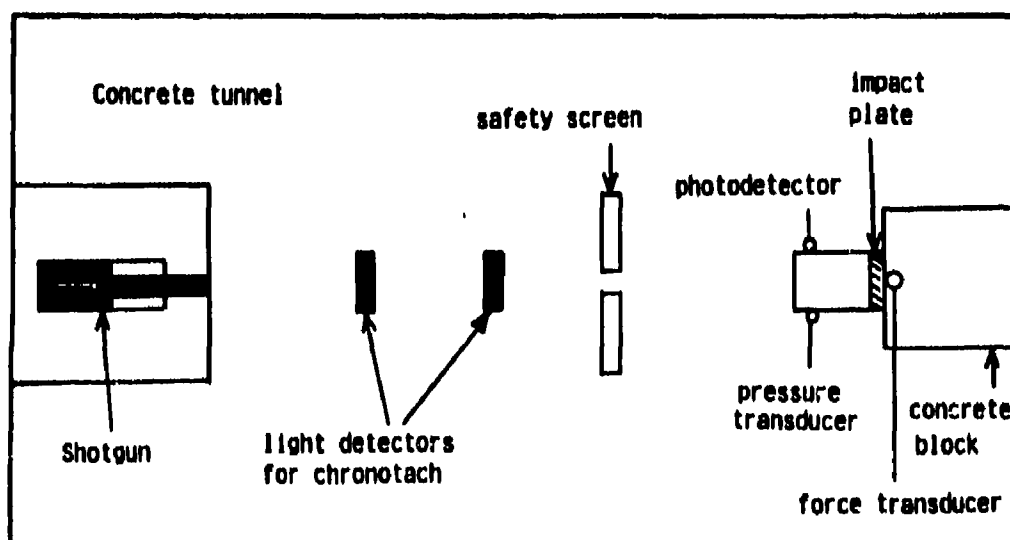 Concrete tunnel
impact
plate
safety screen
photodetector
Shotgun
light detectors
for chronotach
pressure
transducer
concrete
block
force transducer